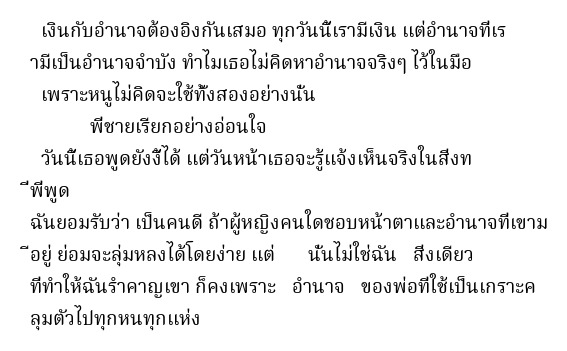 เงินกับอำนาจต้องอิงกันเสมอ ทุกวันนี้เรามีเงิน แต่อำนาจที่เร
ามีเป็นอำนาจจำบัง ทำไมเธอไม่คิดหาอำนาจจริงๆ ไว้ในมือ
เพราะหนูไม่คิดจะใช้ทั้งสองอย่างนั้น
พี่ชายเรียกอย่างอ่อนใจ
วันนี้เธอพูดยังงี้ได้ แต่วันหน้าเธอจะรู้แจ้งเห็นจริงในสิ่งท
ี่พี่พูด
ฉันยอมรับว่า เป็นคนดี ถ้าผู้หญิงคนใดชอบหน้าตาและอำนาจที่เขาม
ีอยู่ ย่อมจะลุ่มหลงได้โดยง่าย แต่ นั่นไม่ใช่ฉัน สิ่งเดียว
ที่ทำให้ฉันรำคาญเขา ก็คงเพราะ อำนาจ ของพ่อที่ใช้เป็นเกราะค
ลุมตัวไปทุกหนทุกแห่ง